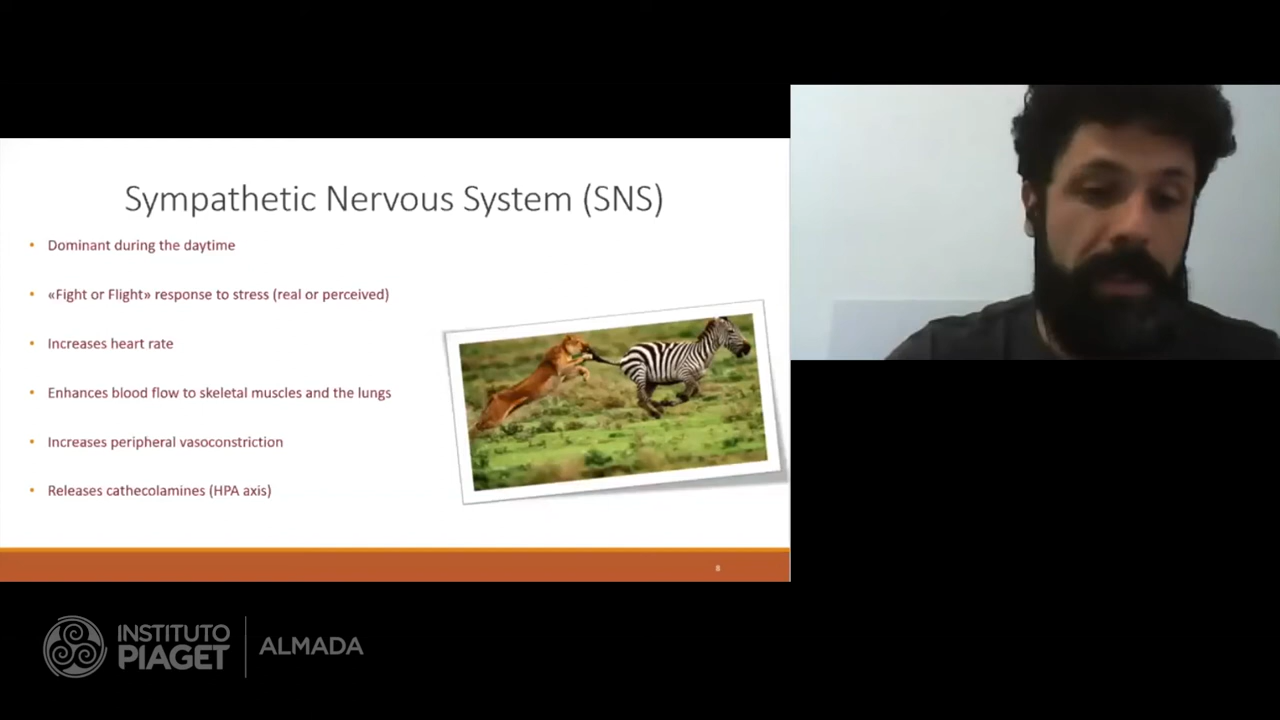 Sympathetic Nervous System (SNS)
• Dominant during the daytime
• «Fight or Flight» response to stress (real or perceived)
• Increases heart rate
• Enhances blood flow to skeletal muscles and the lungs
• Increases peripheral vasoconstriction
• Releases cathecolamines (HPA axis)
8
INSTITUTO
PIAGET
ALMADA